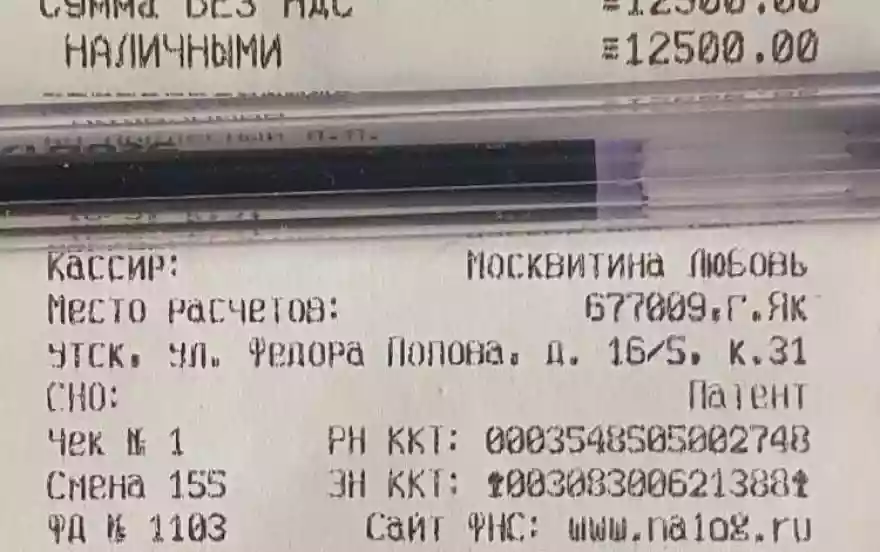 СУММА БЕЗ НДС ≡12500.00
НАЛИЧНЫМИ ≡12500.00
Кассир: Москвитина Любовь
Место расчетов: 677009,г.Як
утск, ул. Федора Попова, д. 16/5, к.31
СНО: Патент
Чек № 1 РН ККТ: 0003548505002748
Смена 155 ЗН ККТ: 00308300621388
ФД № 1103 Сайт ФНС: www.nalog.ru